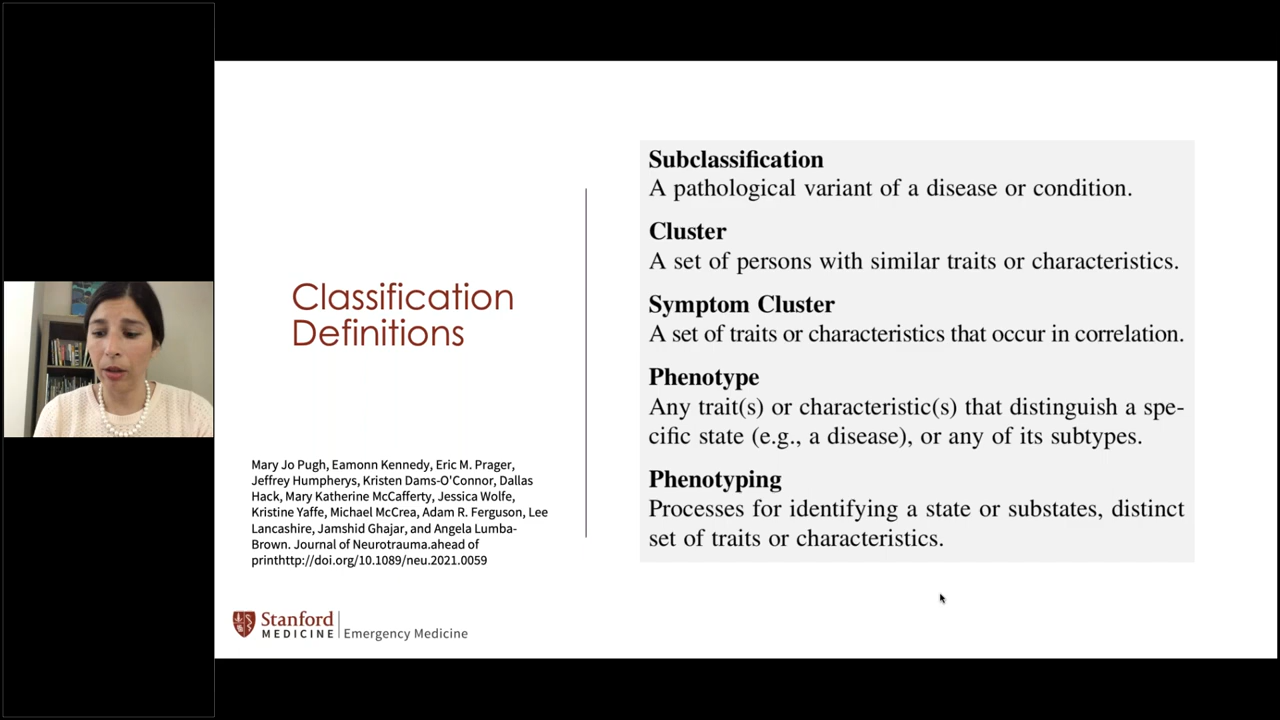 Classification
Definitions
Mary Jo Pugh, Eamonn Kennedy, Eric M. Prager,
Jeffrey Humpherys, Kristen Dams-O'Connor, Dallas
Hack, Mary Katherine McCafferty, Jessica Wolfe,
Kristine Yaffe, Michael McCrea, Adam R. Ferguson, Lee
Lancashire, Jamshid Ghajar, and Angela Lumba-
Brown. Journal of Neurotrauma.ahead of
printhttp://doi.org/10.1089/neu.2021.0059
Stanford
MEDICINE
Emergency Medicine
Subclassification
A pathological variant of a disease or condition.
Cluster
A set of persons with similar traits or characteristics.
Symptom Cluster
A set of traits or characteristics that occur in correlation.
Phenotype
Any trait(s) or characteristic(s) that distinguish a spe-
cific state (e.g., a disease), or any of its subtypes.
Phenotyping
Processes for identifying a state or substates, distinct
set of traits or characteristics.